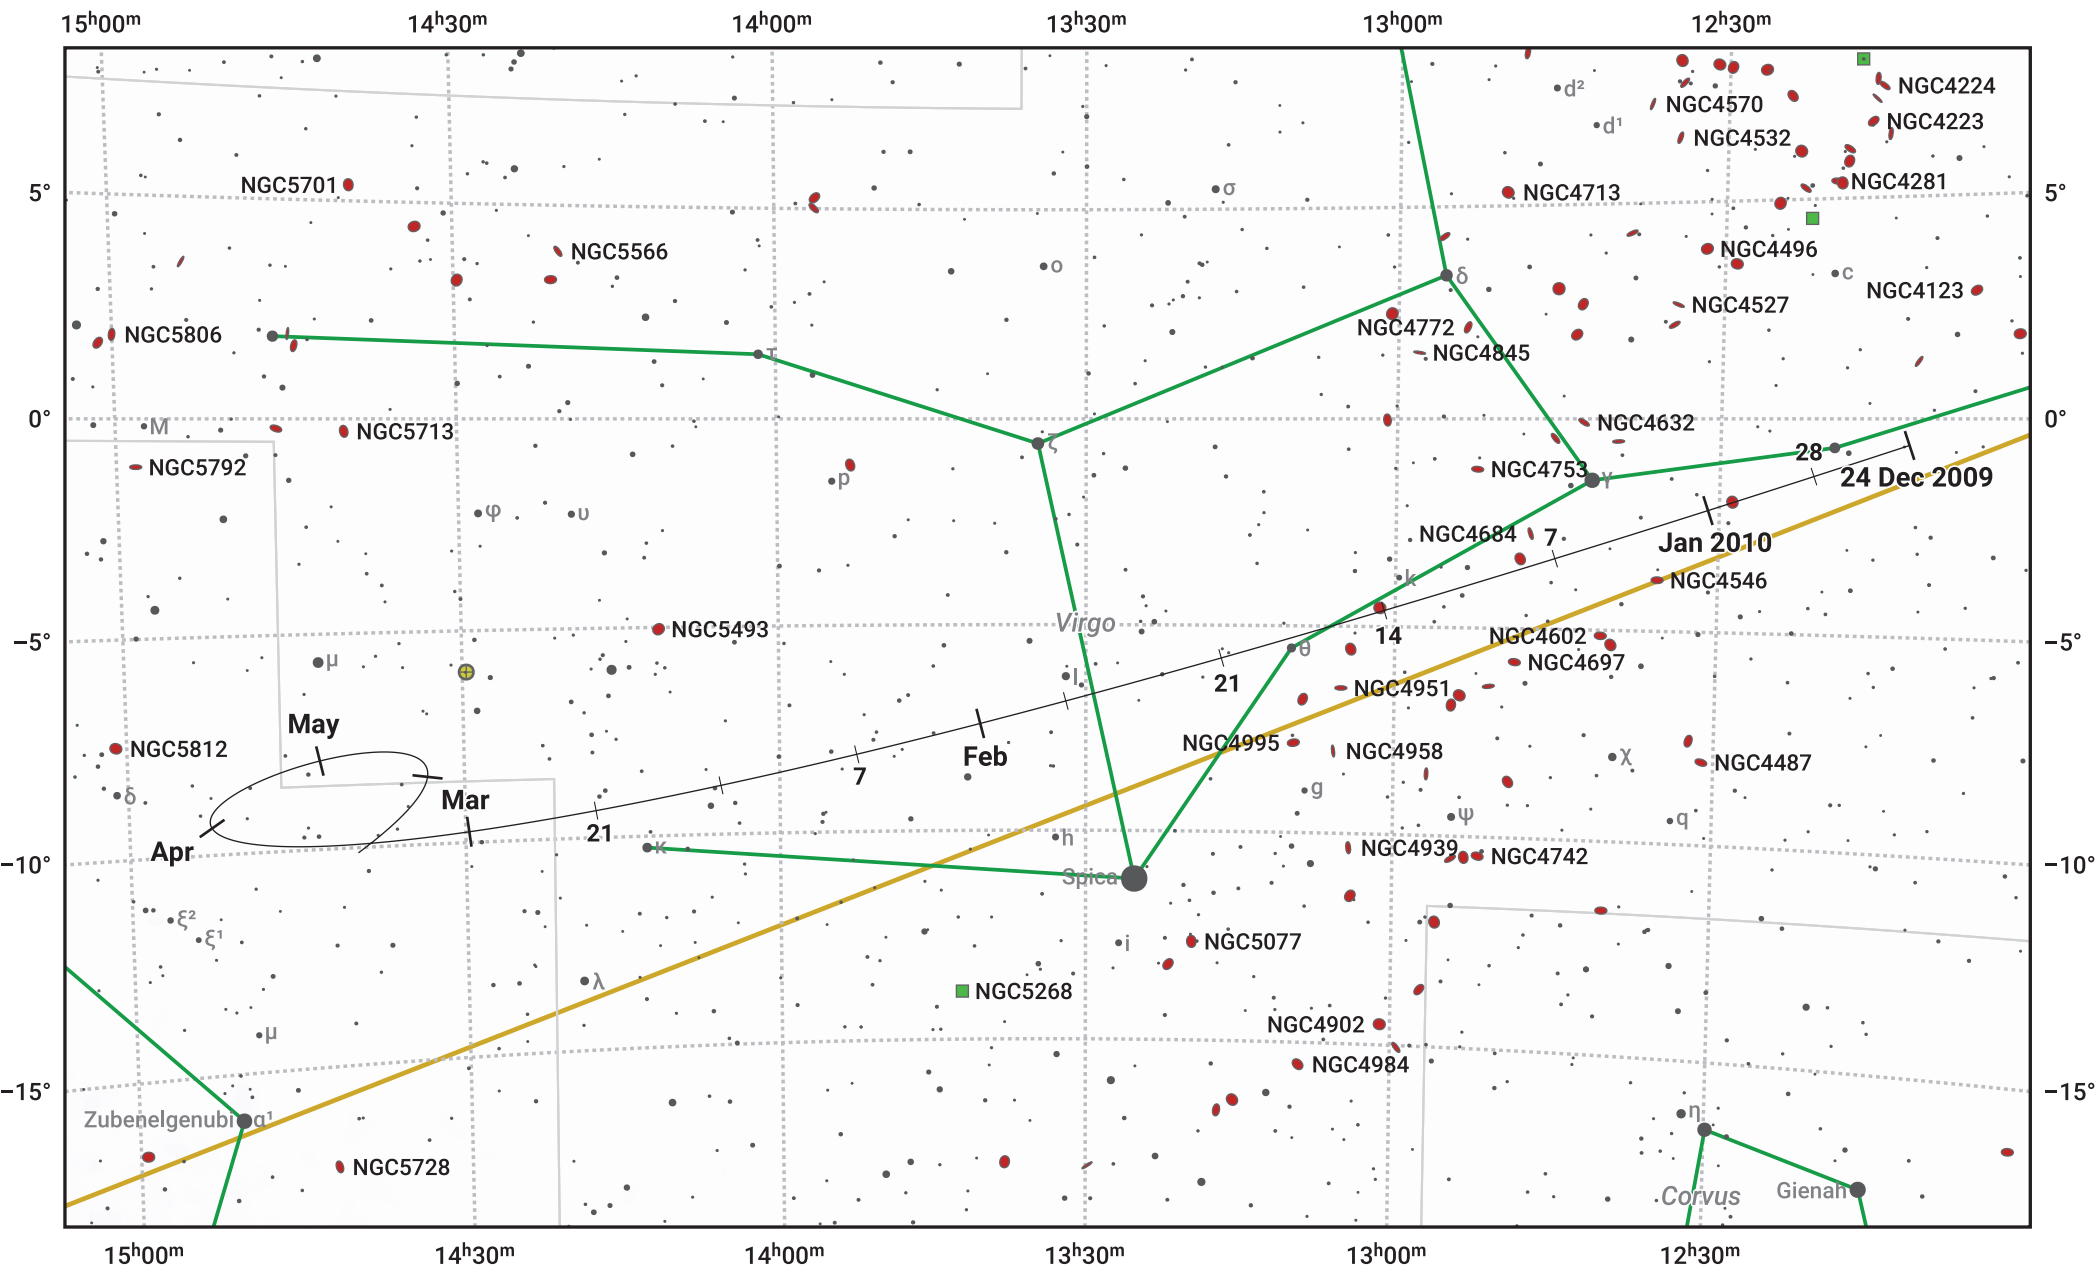 15ʰ00ᵐ 14ʰ30ᵐ 14ʰ00ᵐ 13ʰ30ᵐ 13ʰ00ᵐ 12ʰ30ᵐ
d² NGC4570 NGC4224
d¹ NGC4223
NGC4532
5° NGC5701 σ NGC4713 NGC4281 5°
NGC5566 ο NGC4496
δ c
NGC4123
NGC4527
NGC5806 τ NGC4772
NGC4845
0° M NGC5713 ζ NGC4632 0°
28
NGC5792 p NGC4753 γ 24 Dec 2009
φ υ
NGC4684 7 Jan 2010
k NGC4546
−5° NGC5493 Virgo 14 NGC4602 −5°
μ θ NGC4697
l 21 NGC4951
May
NGC5812 Feb NGC4995 NGC4958 χ NGC4487
7
δ Mar g
ψ q
21 h
Apr κ NGC4939 NGC4742
−10° Spica −10°
ξ²
ξ¹ i NGC5077
λ NGC5268
μ NGC4902
NGC4984
−15° −15°
Zubenelgenubi α¹ η
NGC5728
Corvus Gienah
15ʰ00ᵐ 14ʰ30ᵐ 14ʰ00ᵐ 13ʰ30ᵐ 13ʰ00ᵐ 12ʰ30ᵐ